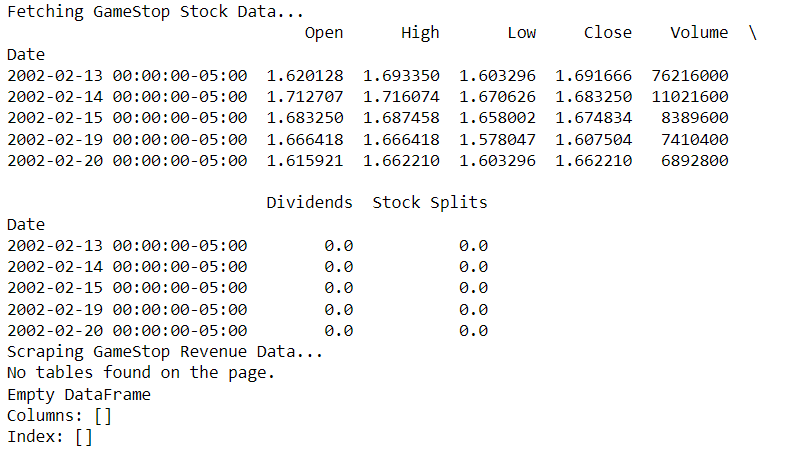 Fetching GameStop Stock Data...
Open High Low Close Volume \
Date
2002-02-13 00:00:00-05:00 1.620128 1.693350 1.603296 1.691666 76216000
2002-02-14 00:00:00-05:00 1.712707 1.716074 1.670626 1.683250 11021600
2002-02-15 00:00:00-05:00 1.683250 1.687458 1.658002 1.674834 8389600
2002-02-19 00:00:00-05:00 1.666418 1.666418 1.578047 1.607504 7410400
2002-02-20 00:00:00-05:00 1.615921 1.662210 1.603296 1.662210 6892800
Dividends Stock Splits
Date
2002-02-13 00:00:00-05:00 0.0 0.0
2002-02-14 00:00:00-05:00 0.0 0.0
2002-02-15 00:00:00-05:00 0.0 0.0
2002-02-19 00:00:00-05:00 0.0 0.0
2002-02-20 00:00:00-05:00 0.0 0.0
Scraping GameStop Revenue Data...
No tables found on the page.
Empty DataFrame
Columns: []
Index: []